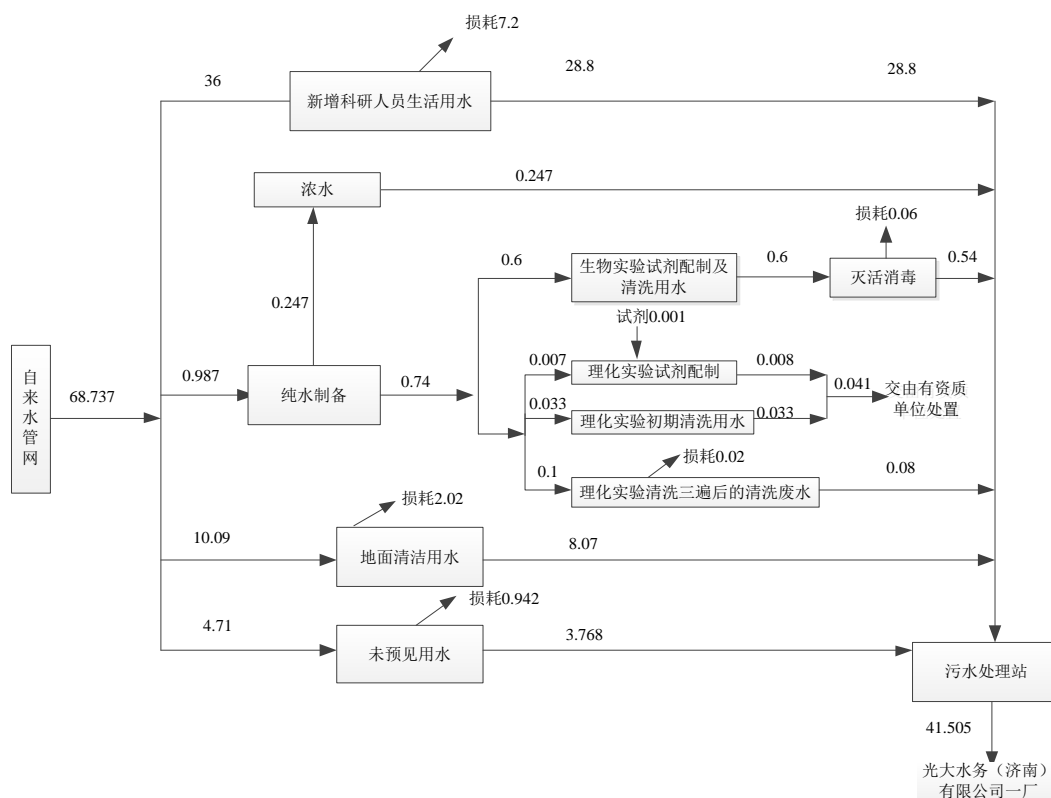 损耗7.2
36
新增科研人员生活用水
28.8
28.8
浓水
0.247
0.247
损耗0.06
0.6
生物实验试剂配制及
清洗用水
0.6
灭活消毒
0.54
试剂0.001
自来水管网
68.737
0.987
纯水制备
0.74
0.007
理化实验试剂配制
0.008
0.041
交由有资质
单位处置
0.033
理化实验初期清洗用水
0.033
损耗0.02
0.1
理化实验清洗三遍后的清洗废水
0.08
损耗2.02
10.09
地面清洁用水
8.07
损耗0.942
4.71
未预见用水
3.768
污水处理站
41.505
光大水务（济南）
有限公司一厂